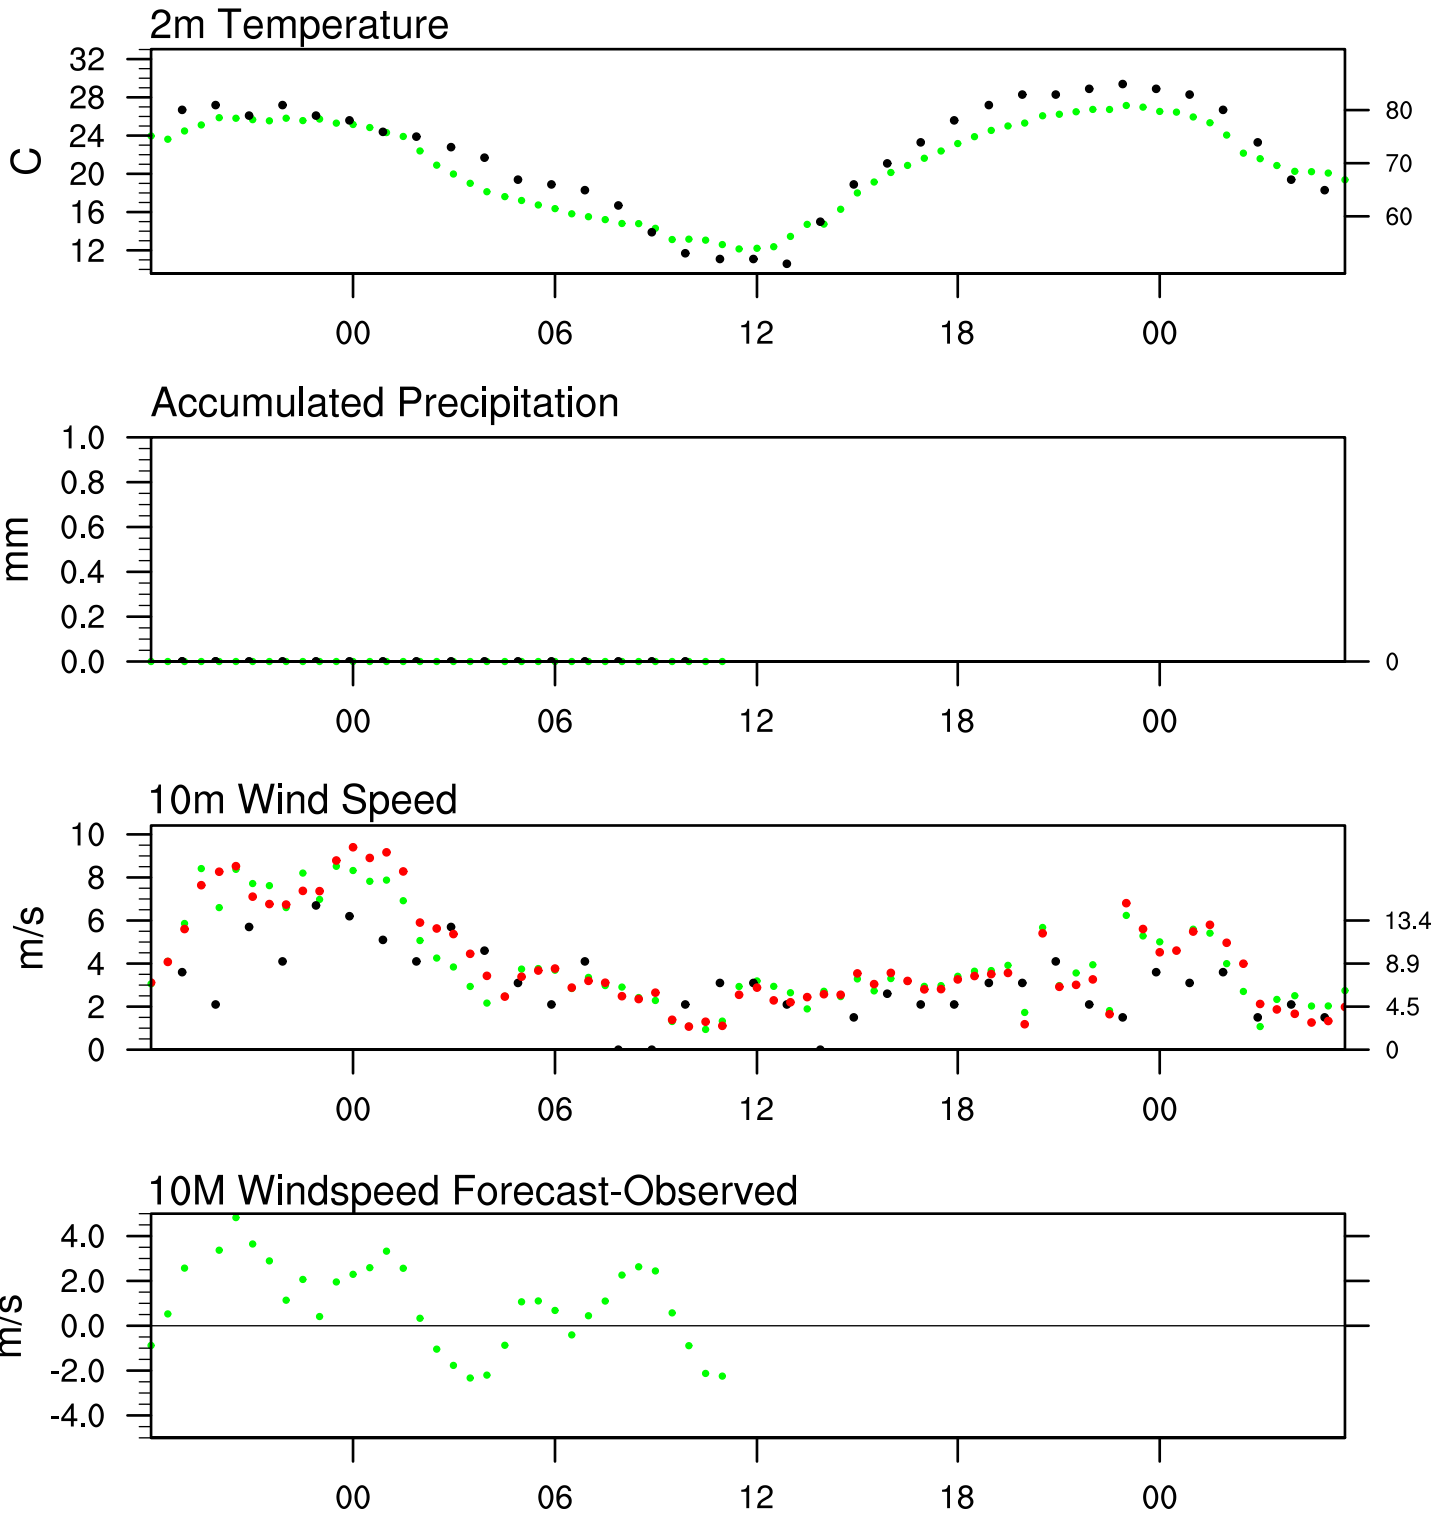 2m Temperature
C
32
28
24
20
16
12
80
70
60
00 06 12 18 00
Accumulated Precipitation
mm
1.0
0.8
0.6
0.4
0.2
0.0
0
00 06 12 18 00
10m Wind Speed
m/s
10
8
6
4
2
0
13.4
8.9
4.5
0
00 06 12 18 00
10M Windspeed Forecast-Observed
m/s
4.0
2.0
0.0
-2.0
-4.0
00 06 12 18 00